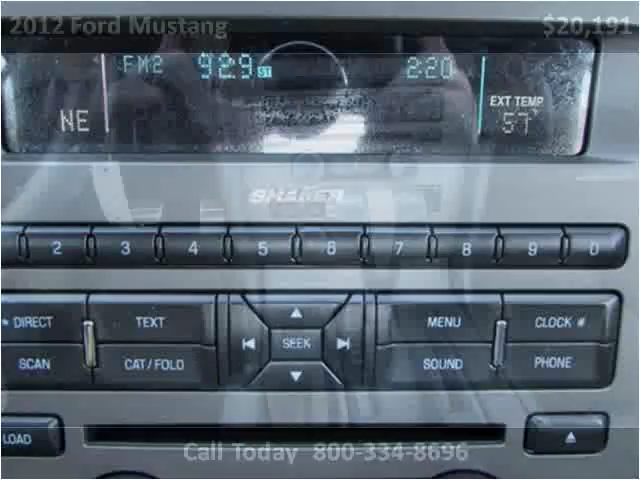 2012 Ford Mustang $20,191
FM2 92.9 ST 2:20
NE
EXT TEMP
57°
SHAKER
2 3 4 5 6 7 8 9 0
DIRECT TEXT MENU CLOCK
SEEK
SCAN CAT/FOLD SOUND PHONE
LOAD
Call Today 800-334-8696